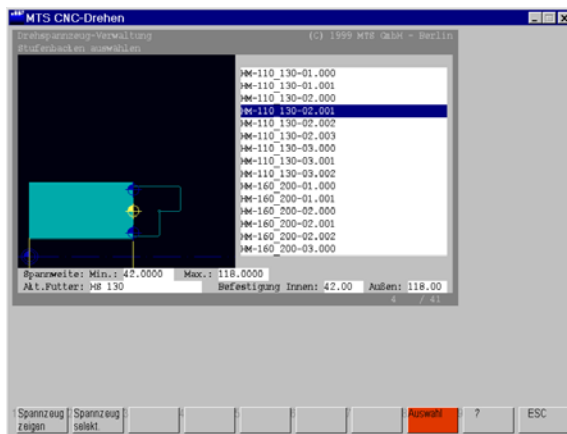 MTS CNC-Drehen
Drehspannzeug-Verwaltung (C) 1999 MTS GmbH - Berlin
Stufenbacken auswählen
HM-110_130-01.000
HM-110_130-01.001
HM-110_130-02.000
HM-110_130-02.001
HM-110_130-02.002
HM-110_130-02.003
HM-110_130-03.000
HM-110_130-03.001
HM-110_130-03.002
HM-160_200-01.000
HM-160_200-01.001
HM-160_200-02.000
HM-160_200-02.001
HM-160_200-02.002
HM-160_200-03.000
Spannweite: Min.: 42.0000 Max.: 118.0000
Akt.Futter: HS 130 Befestigung Innen: 42.00 Außen: 118.00
4 / 41
Spannzeug zeigen
Spannzeug selekt.
Auswahl
?
ESC